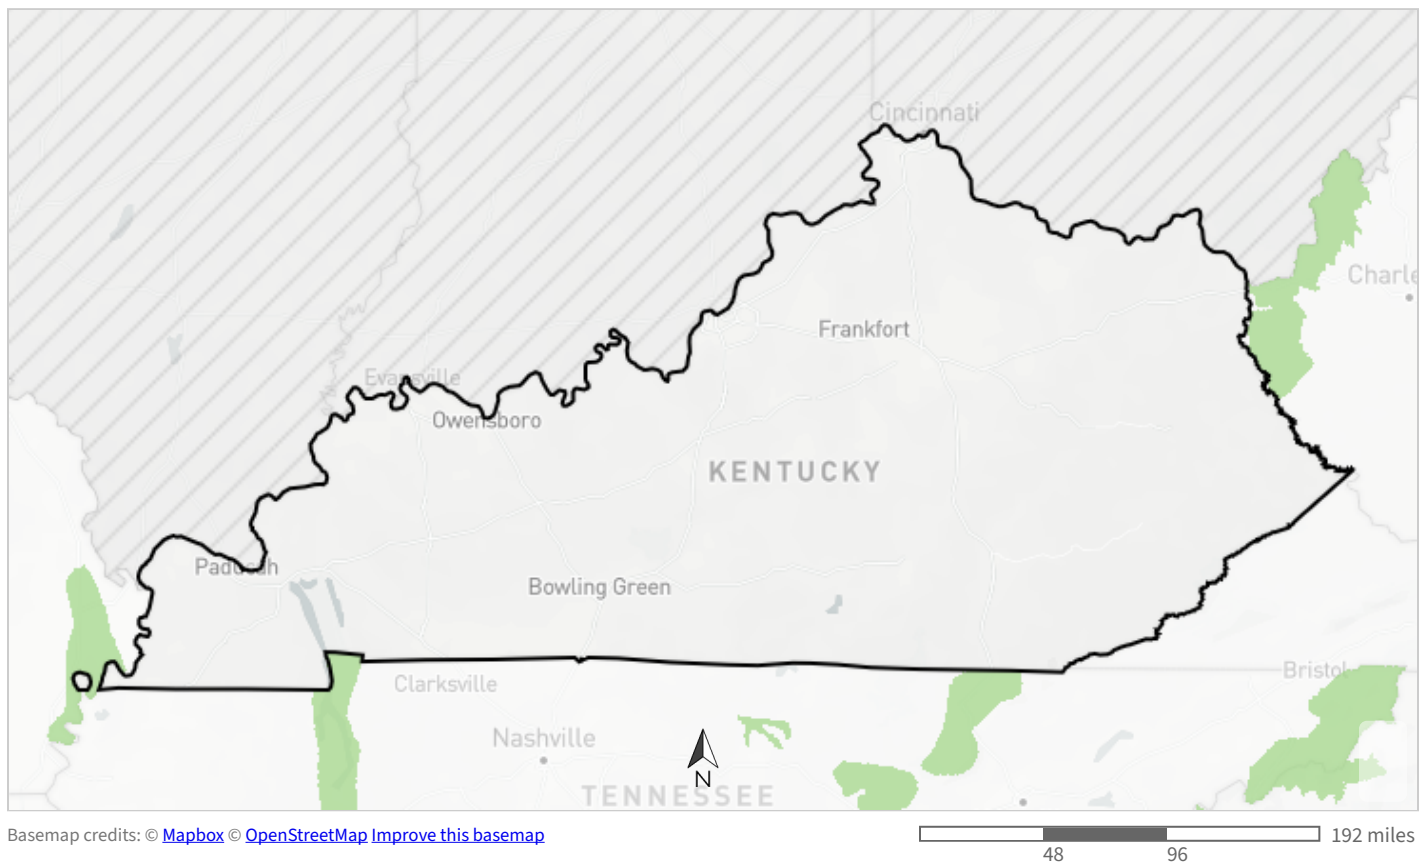 Cincinnati
Charle
Frankfort
Evansville
Owensboro
KENTUCKY
Paducah
Bowling Green
Bristol
Clarksville
Nashville
N
TENNESSEE
Basemap credits: © Mapbox © OpenStreetMap Improve this basemap
192 miles
48 96